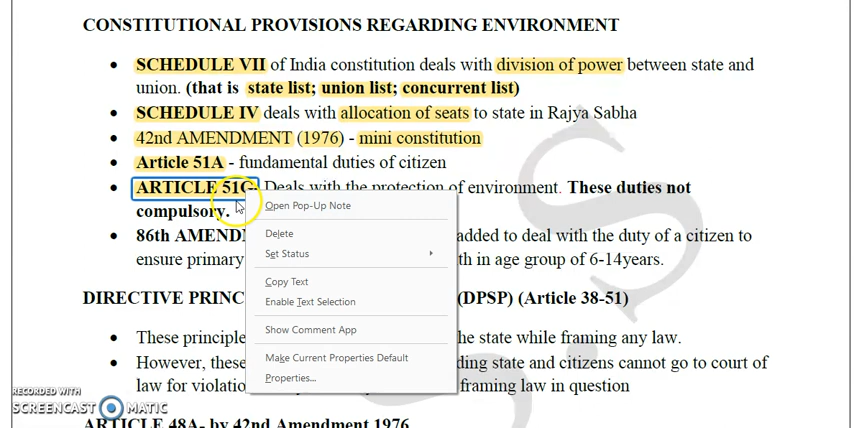 CONSTITUTIONAL PROVISIONS REGARDING ENVIRONMENT
• SCHEDULE VII of India constitution deals with division of power between state and
union. (that is state list; union list; concurrent list)
• SCHEDULE IV deals with allocation of seats to state in Rajya Sabha
• 42nd AMENDMENT (1976) - mini constitution
• Article 51A - fundamental duties of citizen
• ARTICLE 51G- Deals with the protection of environment. These duties not
compulsory.
• 86th added to deal with the duty of a citizen to
ensure primary in age group of 6-14years.
Open Pop-Up Note
Delete
Set Status
Copy Text
Enable Text Selection
Show Comment App
Make Current Properties Default
Properties...
DIRECTIVE (DPSP) (Article 38-51)
• These principle the state while framing any law.
• However, these state and citizens cannot go to court of
law for framing law in question
ARTICLE 48A- by 42nd Amendment 1976
RECORDED WITH
SCREENCAST MATIC